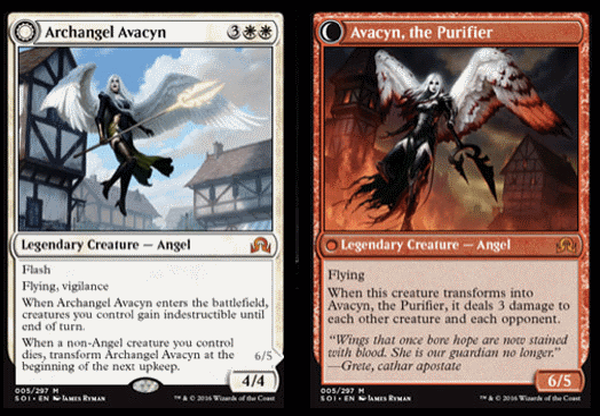 Archangel Avacyn 3
Legendary Creature — Angel
Flash
Flying, vigilance
When Archangel Avacyn enters the battlefield,
creatures you control gain indestructible until
end of turn.
When a non-Angel creature you control
dies, transform Archangel Avacyn at the
beginning of the next upkeep.
6/5
4/4
005/297 M
SOI • EN JAMES RYMAN
™ & © 2016 Wizards of the Coast
Avacyn, the Purifier
Legendary Creature — Angel
Flying
When this creature transforms into
Avacyn, the Purifier, it deals 3 damage to
each other creature and each opponent.
“Wings that once bore hope are now stained
with blood. She is our guardian no longer.”
—Grete, cathar apostate
6/5
005/297 M
SOI • EN JAMES RYMAN
™ & © 2016 Wizards of the Coast